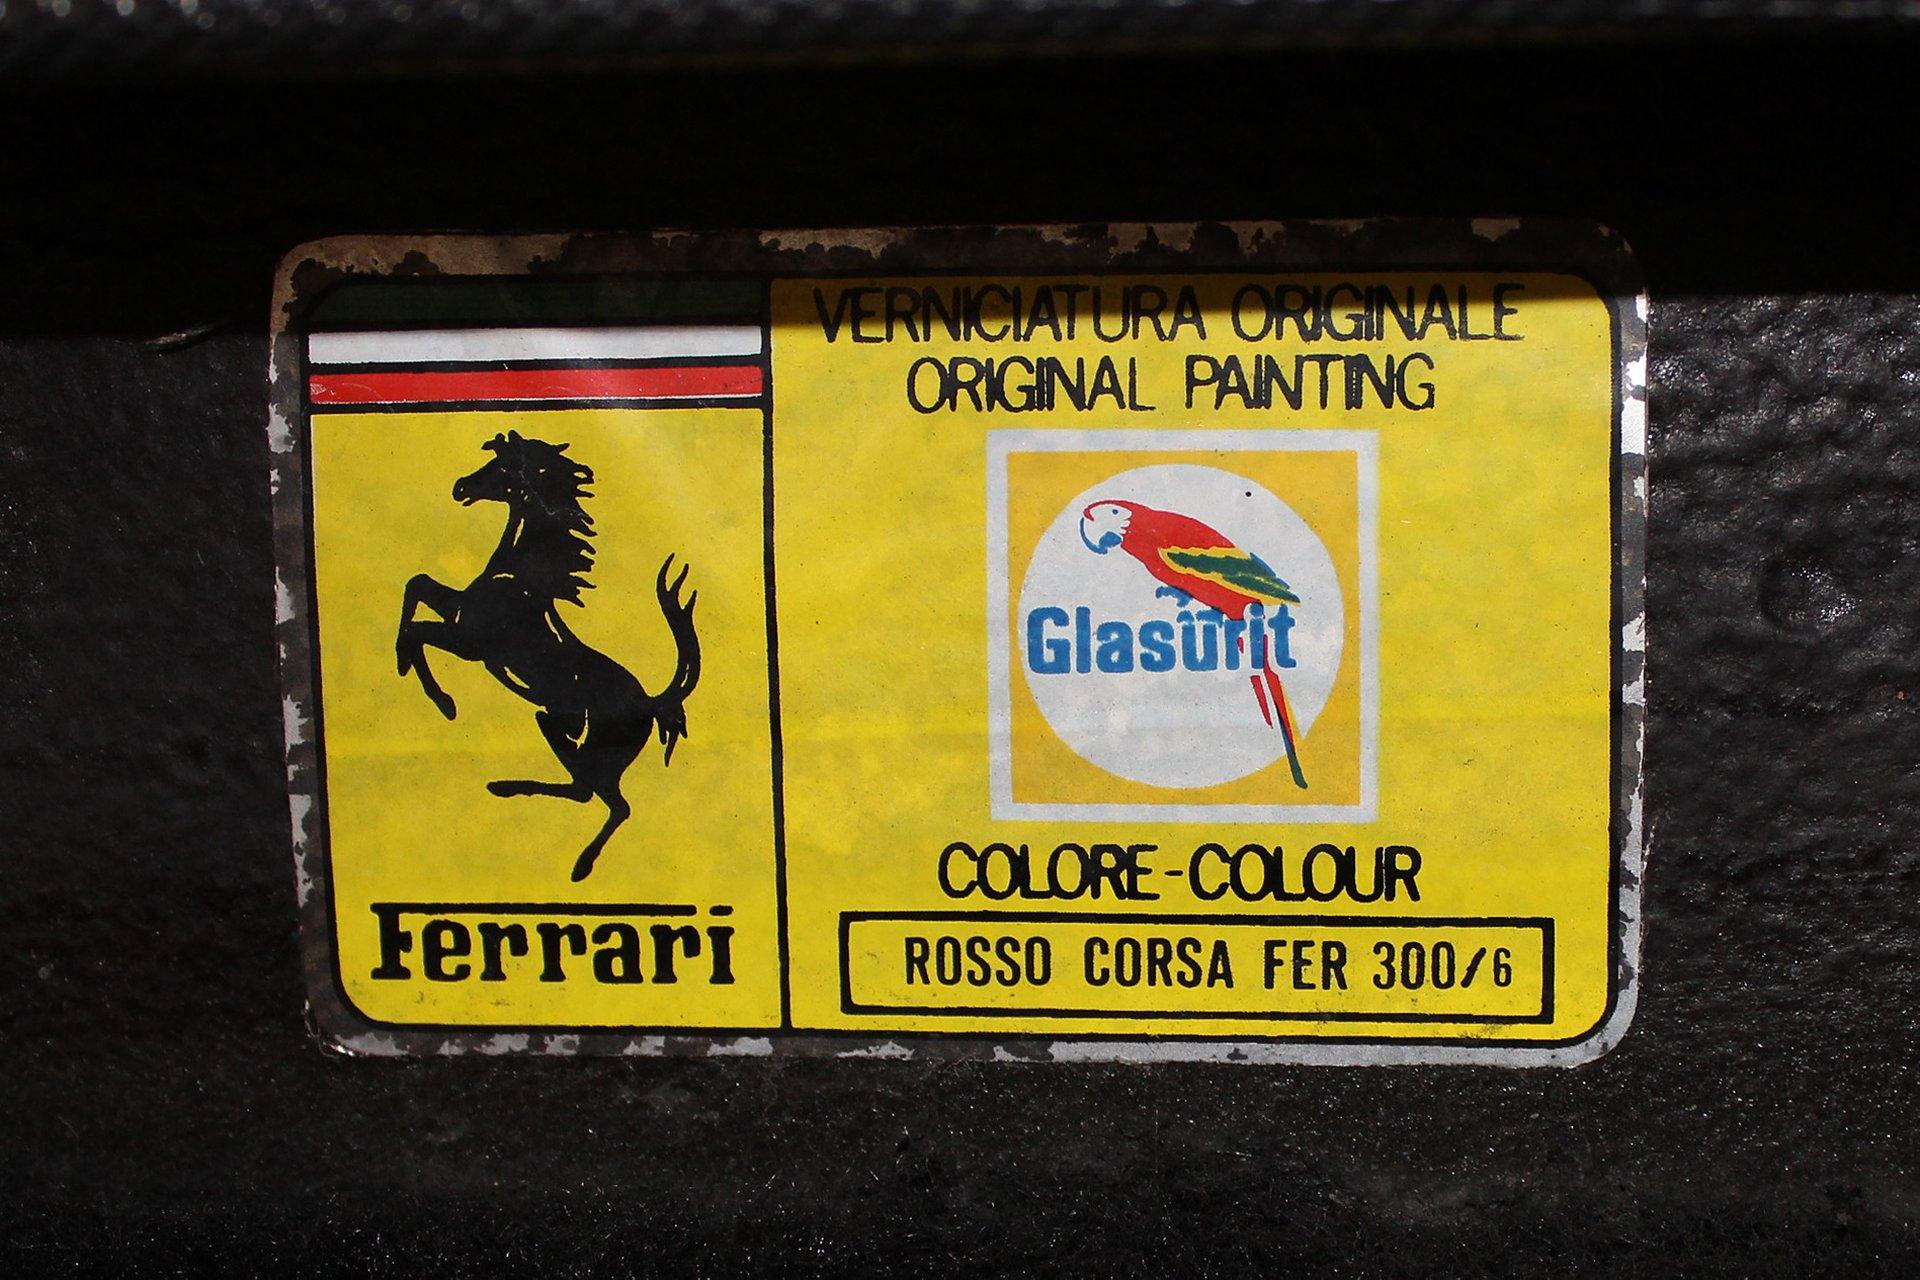 VERNICIATURA ORIGINALE
ORIGINAL PAINTING
Glasurit
COLORE-COLOUR
ROSSO CORSA FER 300/6
Ferrari